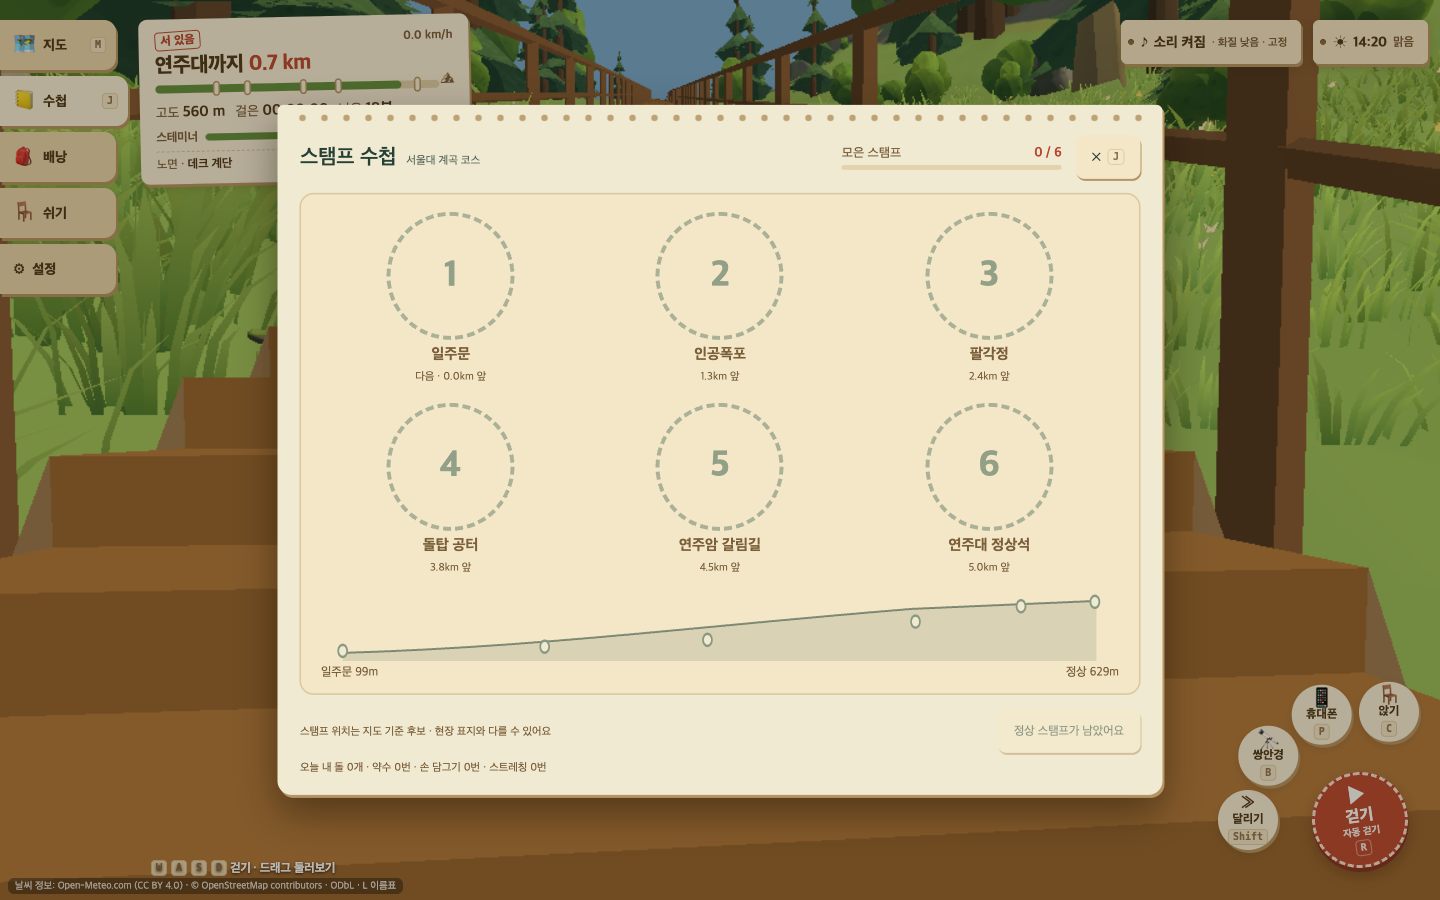 지도 M
수첩 J
배낭
쉬기
설정
서 있음
0.0 km/h
연주대까지 0.7 km
고도 560 m 걸은
스테미너
노면 · 데크 계단
♪ 소리 켜짐 · 화질 낮음 · 고정
14:20 맑음
스탬프 수첩 서울대 계곡 코스
모은 스탬프 0 / 6
× J
1
2
3
일주문
인공폭포
팔각정
다음 · 0.0km 앞
1.3km 앞
2.4km 앞
4
5
6
돌탑 공터
연주암 갈림길
연주대 정상석
3.8km 앞
4.5km 앞
5.0km 앞
일주문 99m
정상 629m
스탬프 위치는 지도 기준 후보 · 현장 표지와 다를 수 있어요
정상 스탬프가 남았어요
오늘 내 돌 0개 · 약수 0번 · 손 담그기 0번 · 스트레칭 0번
휴대폰
P
앉기
C
쌍안경
B
달리기
Shift
걷기
자동 걷기
R
W A S D 걷기 · 드래그 둘러보기
날씨 정보: Open-Meteo.com (CC BY 4.0) · © OpenStreetMap contributors · ODbL · L 이름표